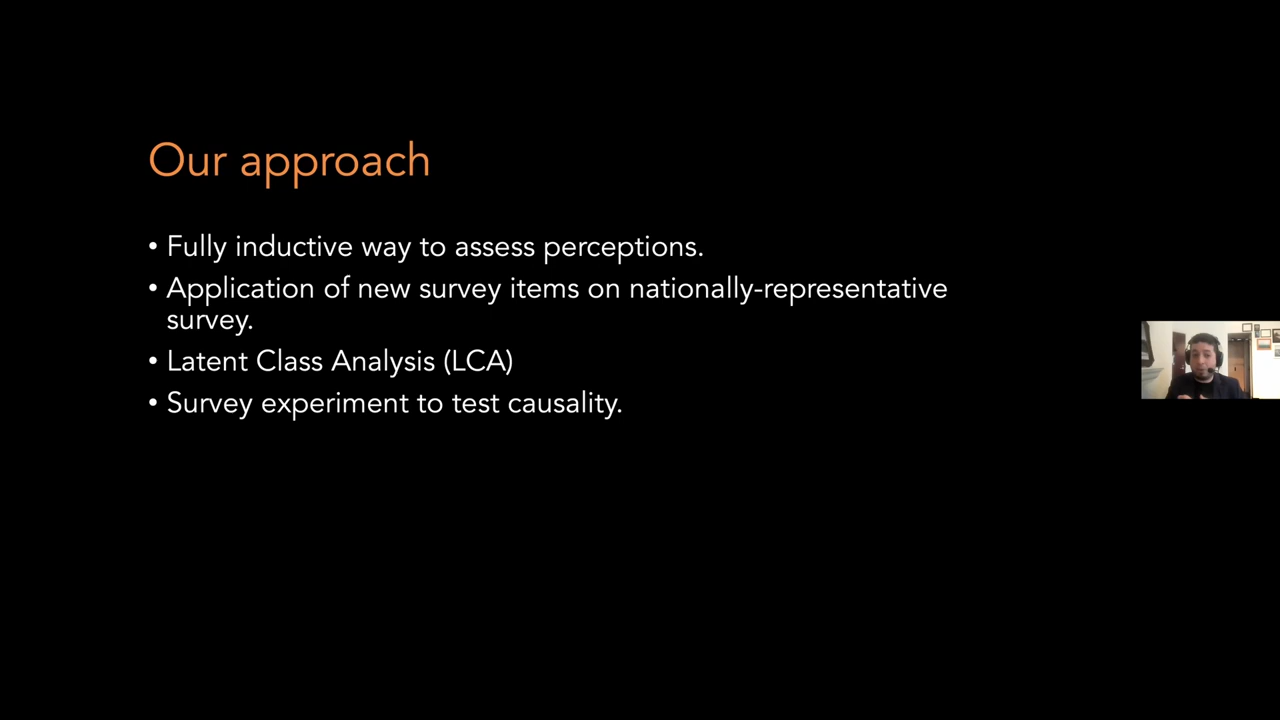 Our approach
• Fully inductive way to assess perceptions.
• Application of new survey items on nationally-representative
survey.
• Latent Class Analysis (LCA)
• Survey experiment to test causality.